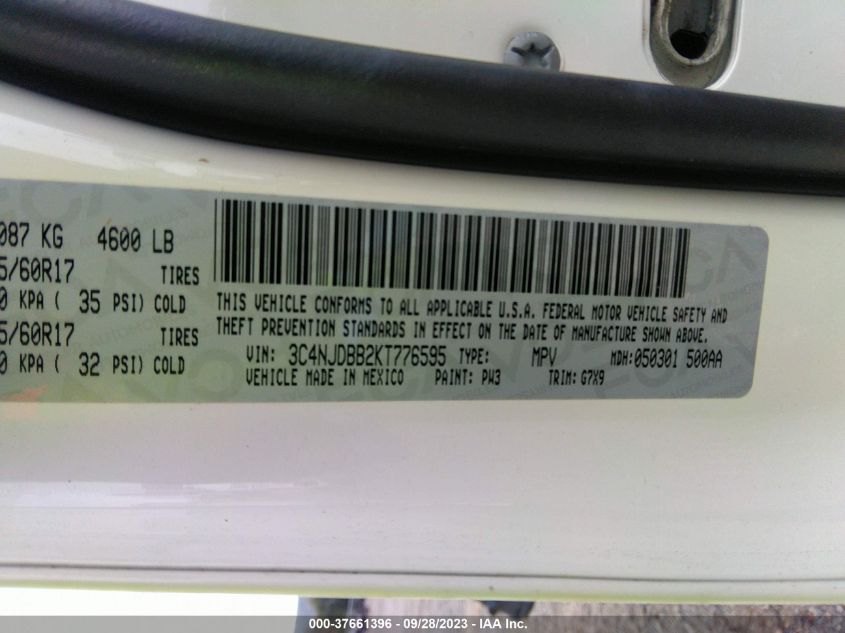 087 KG 4600 LB
5/60R17 TIRES
0 KPA ( 35 PSI) COLD
5/60R17 TIRES
0 KPA ( 32 PSI) COLD
THIS VEHICLE CONFORMS TO ALL APPLICABLE U.S.A. FEDERAL MOTOR VEHICLE SAFETY AND
THEFT PREVENTION STANDARDS IN EFFECT ON THE DATE OF MANUFACTURE SHOWN ABOVE.
VIN: 3C4NJDBB2KT776595 TYPE: MPV MDH: 050301 500AA
VEHICLE MADE IN MEXICO PAINT: PW3 TRIM: G7X9
000-37661396 - 09/28/2023 - IAA Inc.